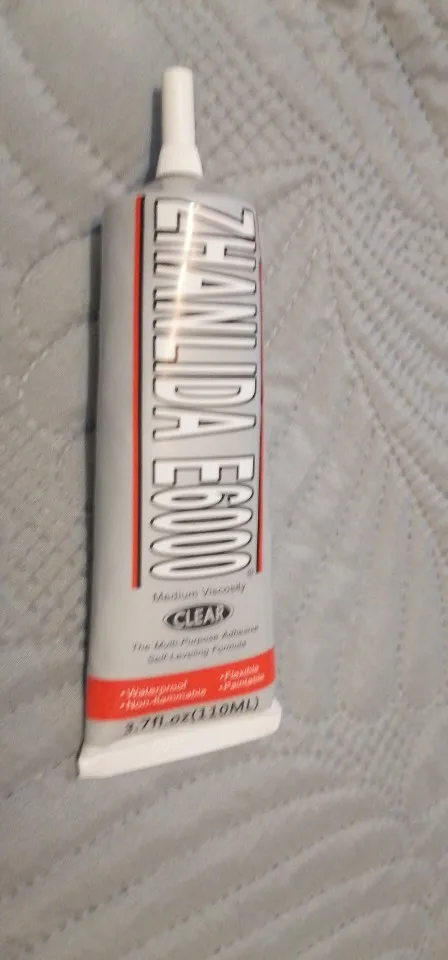 ZHANLIDA E6000
Medium Viscosity
CLEAR
The Multi-Purpose Adhesive
Self-Leveling Formula
•Waterproof •Flexible
•Non-flammable •Paintable
3.7fl.oz(110ML)